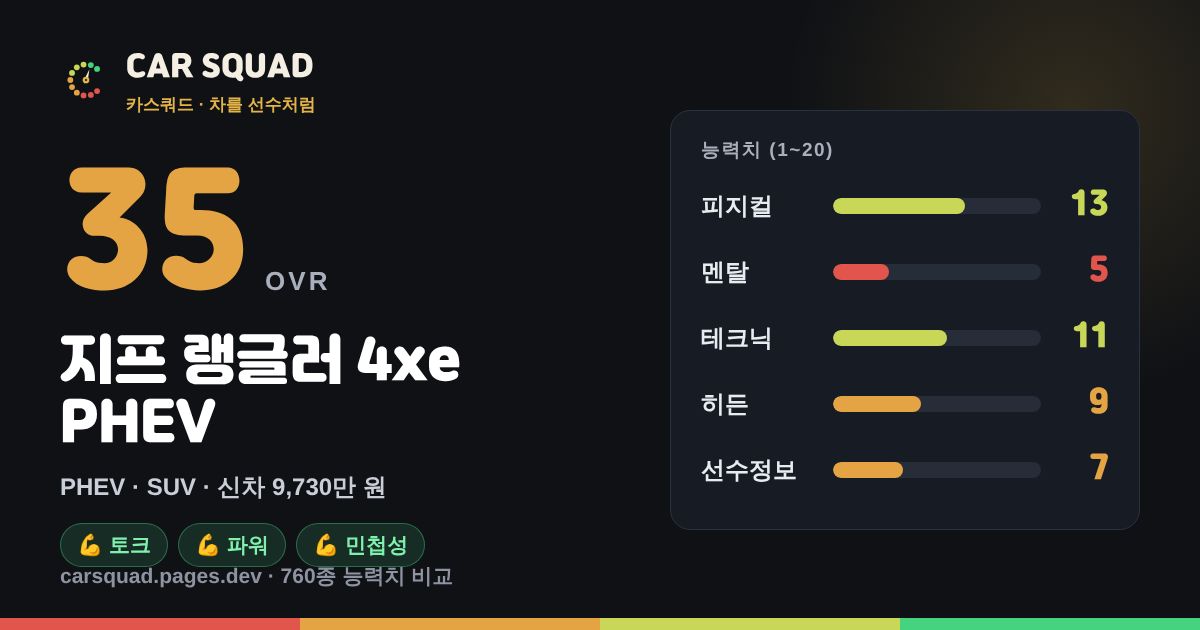 CAR SQUAD
카스쿼드 · 차를 선수처럼
35 OVR
지프 랭글러 4xe
PHEV
PHEV · SUV · 신차 9,730만 원
💪 토크 💪 파워 💪 민첩성
carsquad.pages.dev · 760종 능력치 비교
능력치 (1~20)
피지컬 13
멘탈 5
테크닉 11
히든 9
선수정보 7